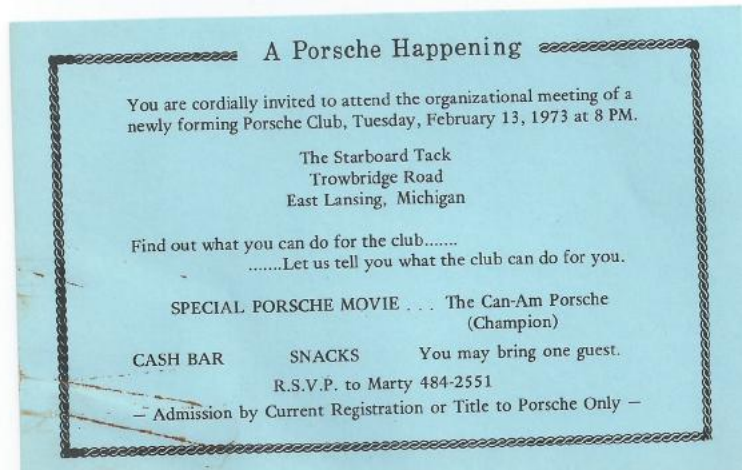 A Porsche Happening
You are cordially invited to attend the organizational meeting of a
newly forming Porsche Club, Tuesday, February 13, 1973 at 8 PM.
The Starboard Tack
Trowbridge Road
East Lansing, Michigan
Find out what you can do for the club.......
.......Let us tell you what the club can do for you.
SPECIAL PORSCHE MOVIE . . . The Can-Am Porsche
(Champion)
CASH BAR SNACKS You may bring one guest.
R.S.V.P. to Marty 484-2551
— Admission by Current Registration or Title to Porsche Only —